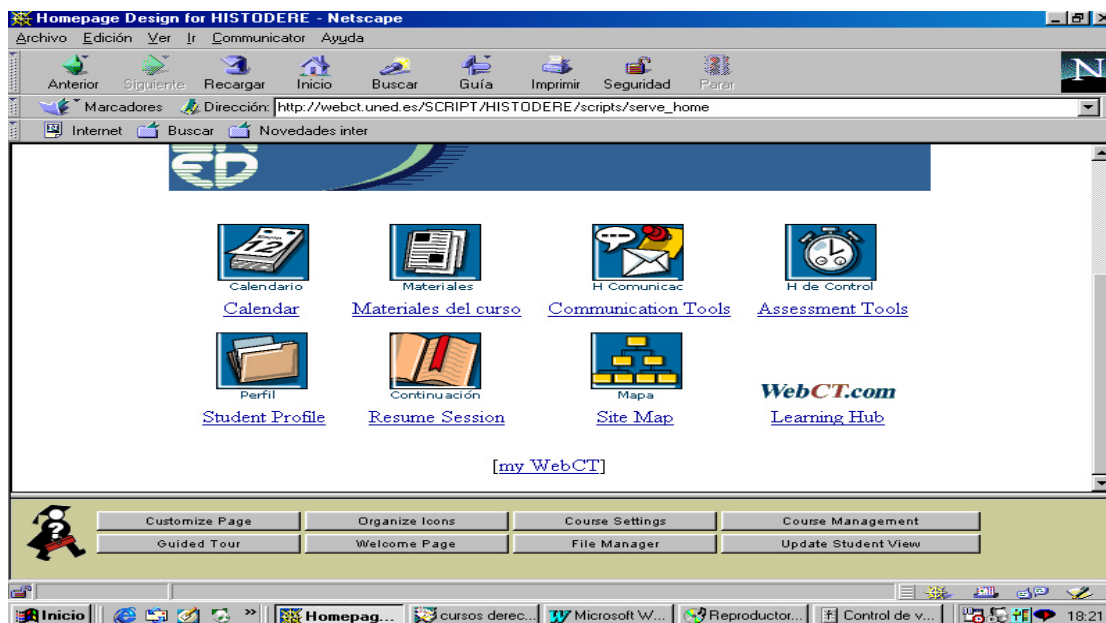 Homepage Design for HISTODERE - Netscape
Archivo Edición Ver Ir Communicator Ayuda
Anterior Siguiente Recargar Inicio Buscar Guía Imprimir Seguridad Parar
N
Marcadores Dirección: http://webct.uned.es/SCRIPT/HISTODERE/scripts/serve_home
Internet Buscar Novedades inter
UNED
12
Calendario Materiales H Comunicac H de Control
Calendar Materiales del curso Communication Tools Assessment Tools
Perfil Continuación Mapa WebCT.com
Student Profile Resume Session Site Map Learning Hub
[my WebCT]
Customize Page Organize Icons Course Settings Course Management
Guided Tour Welcome Page File Manager Update Student View
Inicio » Homepag... cursos derec... Microsoft W... Reproductor... Control de v... 18:21